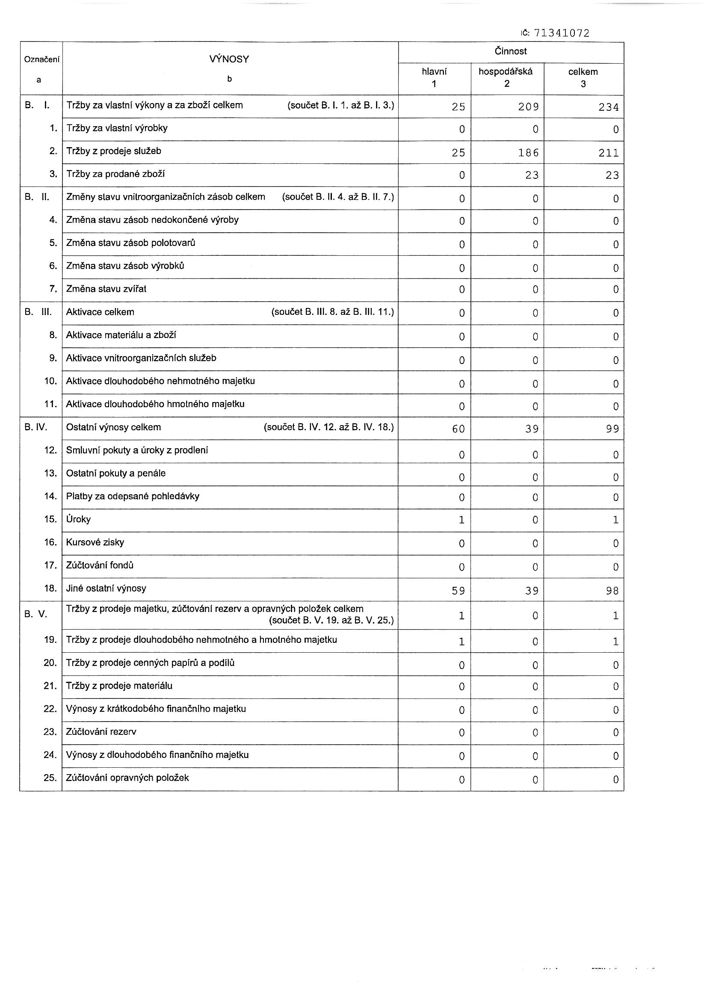 IČ: 71341072
Označení VÝNOSY Činnost
hlavní hospodářská celkem
a b 1 2 3
B. I. Tržby za vlastní výkony a za zboží celkem (součet B. I. 1. až B. I. 3.) 25 209 234
1. Tržby za vlastní výrobky 0 0 0
2. Tržby z prodeje služeb 25 186 211
3. Tržby za prodané zboží 0 23 23
B. II. Změny stavu vnitroorganizačních zásob celkem (součet B. II. 4. až B. II. 7.) 0 0 0
4. Změna stavu zásob nedokončené výroby 0 0 0
5. Změna stavu zásob polotovarů 0 0 0
6. Změna stavu zásob výrobků 0 0 0
7. Změna stavu zvířat 0 0 0
B. III. Aktivace celkem (součet B. III. 8. až B. III. 11.) 0 0 0
8. Aktivace materiálu a zboží 0 0 0
9. Aktivace vnitroorganizačních služeb 0 0 0
10. Aktivace dlouhodobého nehmotného majetku 0 0 0
11. Aktivace dlouhodobého hmotného majetku 0 0 0
B. IV. Ostatní výnosy celkem (součet B. IV. 12. až B. IV. 18.) 60 39 99
12. Smluvní pokuty a úroky z prodlení 0 0 0
13. Ostatní pokuty a penále 0 0 0
14. Platby za odepsané pohledávky 0 0 0
15. Úroky 1 0 1
16. Kursové zisky 0 0 0
17. Zúčtování fondů 0 0 0
18. Jiné ostatní výnosy 59 39 98
B. V. Tržby z prodeje majetku, zúčtování rezerv a opravných položek celkem
(součet B. V. 19. až B. V. 25.) 1 0 1
19. Tržby z prodeje dlouhodobého nehmotného a hmotného majetku 1 0 1
20. Tržby z prodeje cenných papírů a podílů 0 0 0
21. Tržby z prodeje materiálu 0 0 0
22. Výnosy z krátkodobého finančního majetku 0 0 0
23. Zúčtování rezerv 0 0 0
24. Výnosy z dlouhodobého finančního majetku 0 0 0
25. Zúčtování opravných položek 0 0 0